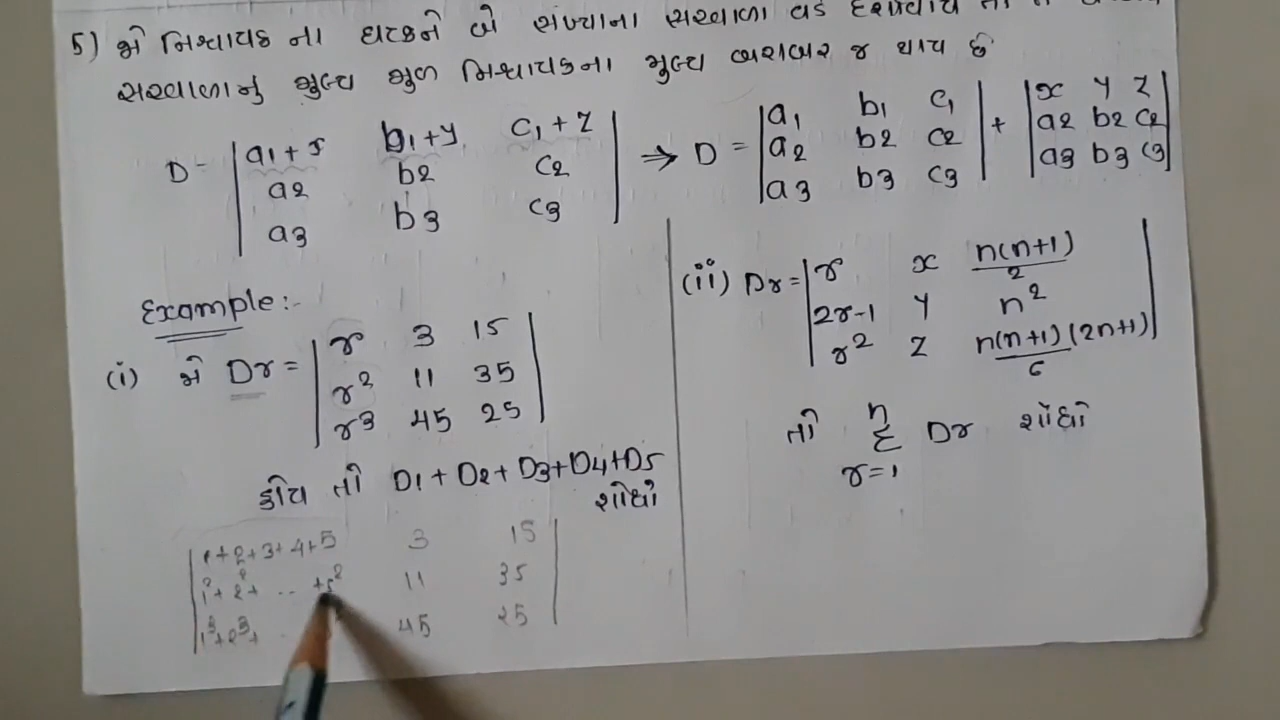 5) જો નિશ્ચાયક ના ઘટકને બે સંખ્યાના સરવાળા વડે દર્શાવાય તો
સરવાળાનું મુલ્ય મુળ નિશ્ચાયકના મુલ્ય બરાબર જ થાય છે.
D = | a1 + x b1 + y c1 + z | ⇒ D = | a1 b1 c1 | + | x y z |
| a2 b2 c2 | | a2 b2 c2 | | a2 b2 c2 |
| a3 b3 c3 | | a3 b3 c3 | | a3 b3 c3 |
Example:-
(i) જો Dr = | r 3 15 |
| r² 11 35 |
| r³ 45 25 |
હોય તો D1 + D2 + D3 + D4 + D5
શોધો
| 1+2+3+4+5 3 15 |
| 1²+2²+ .. +5² 11 35 |
| 1³+2³+ 45 25 |
(ii) Dr = | r x n(n+1)/2 |
| 2r-1 y n² |
| r² z n(n+1)(2n+1)/6 |
તો n Σ r=1 Dr શોધો